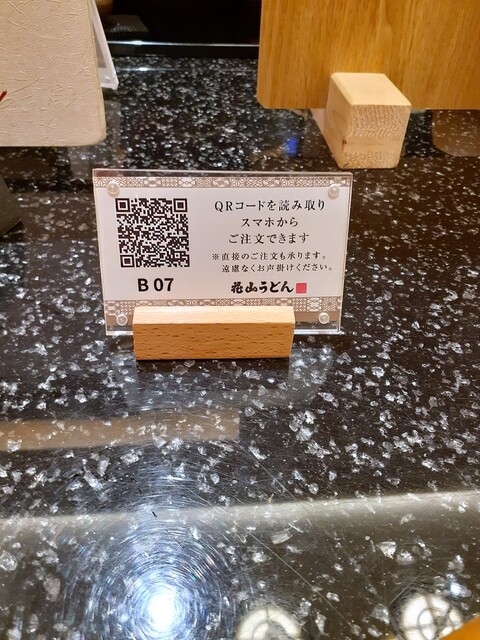 QRコードを読み取り
スマホから
ご注文できます
※直接のご注文も承ります。
遠慮なくお声掛けください。
B 07
花山うどん